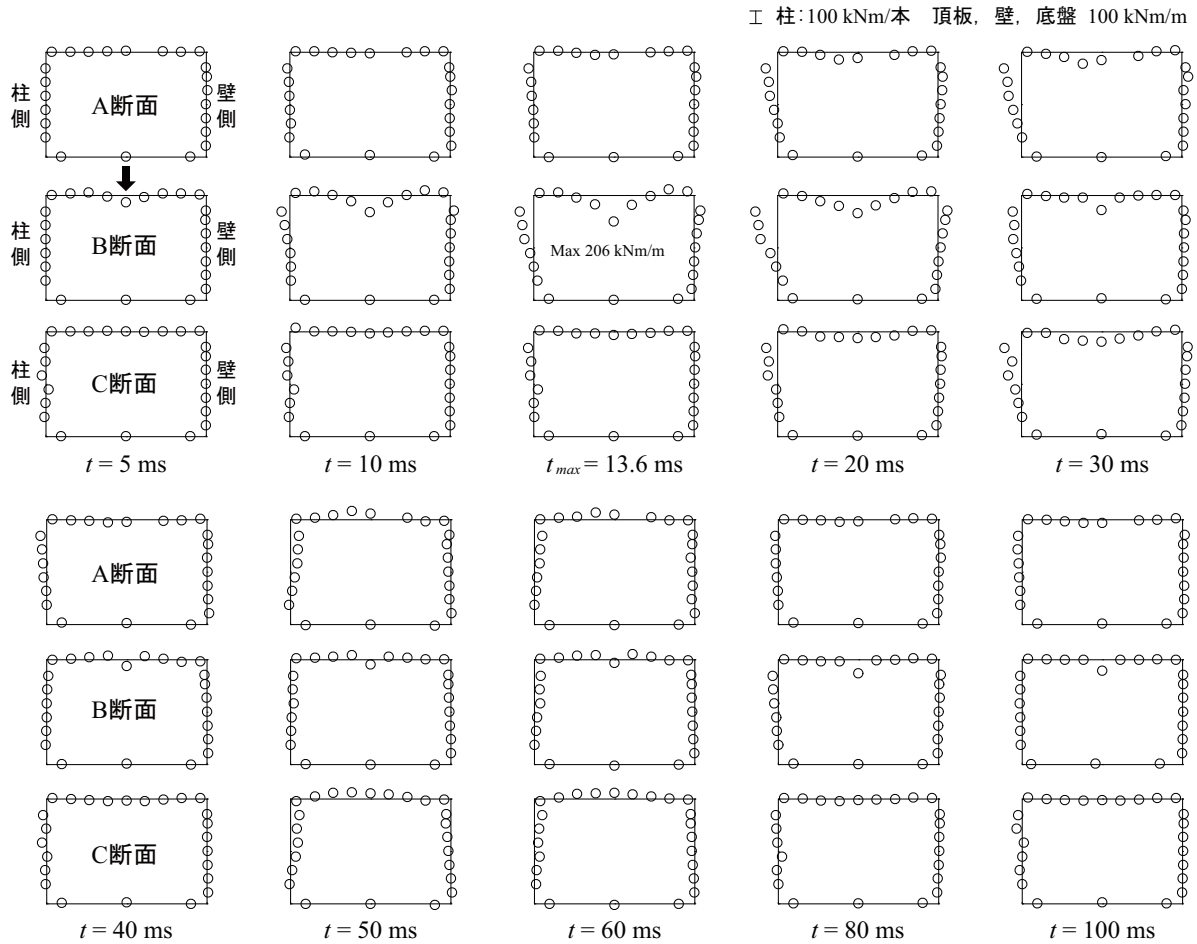 柱:100 kNm/本 頂板, 壁, 底盤 100 kNm/m
柱側 A断面 壁側
柱側 B断面 壁側
Max 206 kNm/m
柱側 C断面 壁側
t = 5 ms
t = 10 ms
t max = 13.6 ms
t = 20 ms
t = 30 ms
A断面
B断面
C断面
t = 40 ms
t = 50 ms
t = 60 ms
t = 80 ms
t = 100 ms